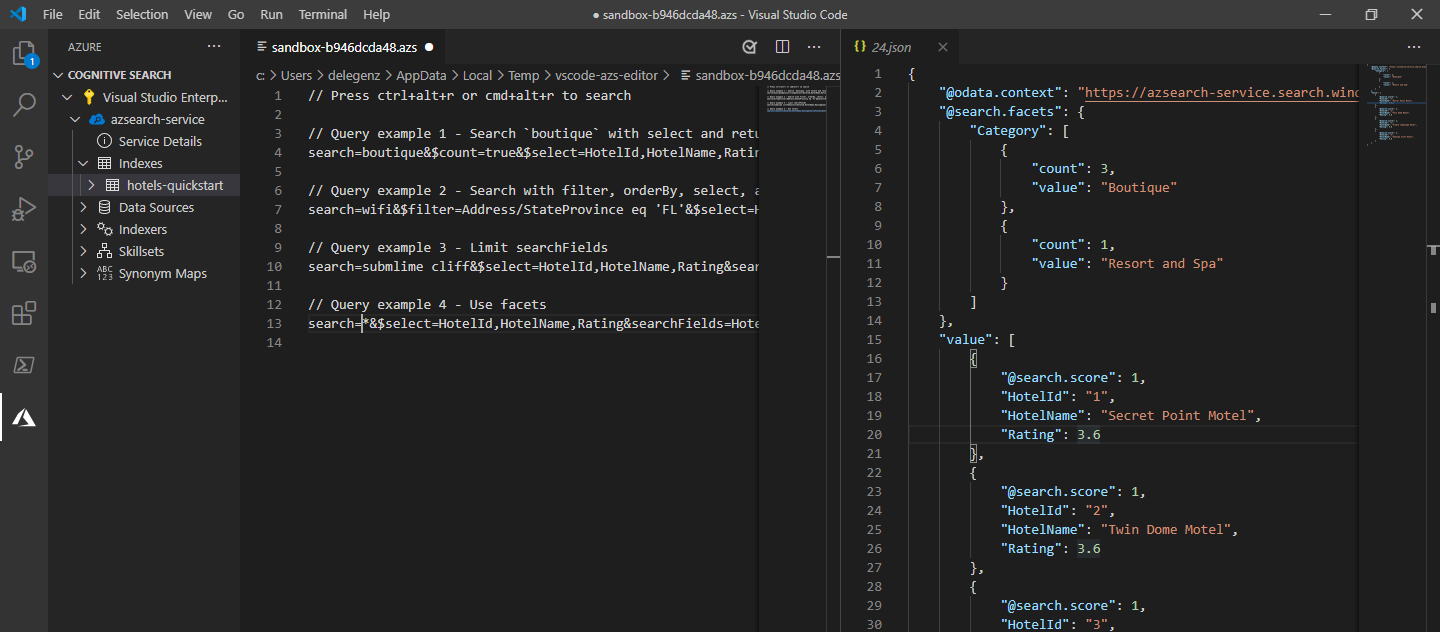 File Edit Selection View Go Run Terminal Help
● sandbox-b946dcda48.azs - Visual Studio Code
1
AZURE
COGNITIVE SEARCH
Visual Studio Enterp...
azsearch-service
Service Details
Indexes
hotels-quickstart
Data Sources
Indexers
Skillsets
ABC
123
Synonym Maps
sandbox-b946dcda48.azs ●
c: > Users > delegenz > AppData > Local > Temp > vscode-azs-editor > sandbox-b946dcda48.azs
1 // Press ctrl+alt+r or cmd+alt+r to search
2
3 // Query example 1 - Search `boutique` with select and retu
4 search=boutique&$count=true&$select=HotelId,HotelName,Ratin
5
6 // Query example 2 - Search with filter, orderBy, select, a
7 search=wifi&$filter=Address/StateProvince eq 'FL'&$select=H
8
9 // Query example 3 - Limit searchFields
10 search=submlime cliff&$select=HotelId,HotelName,Rating&sear
11
12 // Query example 4 - Use facets
13 search=*&$select=HotelId,HotelName,Rating&searchFields=Hote
14
{} 24.json
1 {
2 "@odata.context": "https://azsearch-service.search.wind
3 "@search.facets": {
4 "Category": [
5 {
6 "count": 3,
7 "value": "Boutique"
8 },
9 {
10 "count": 1,
11 "value": "Resort and Spa"
12 }
13 ]
14 },
15 "value": [
16 {
17 "@search.score": 1,
18 "HotelId": "1",
19 "HotelName": "Secret Point Motel",
20 "Rating": 3.6
21 },
22 {
23 "@search.score": 1,
24 "HotelId": "2",
25 "HotelName": "Twin Dome Motel",
26 "Rating": 3.6
27 },
28 {
29 "@search.score": 1,
30 "HotelId": "3",